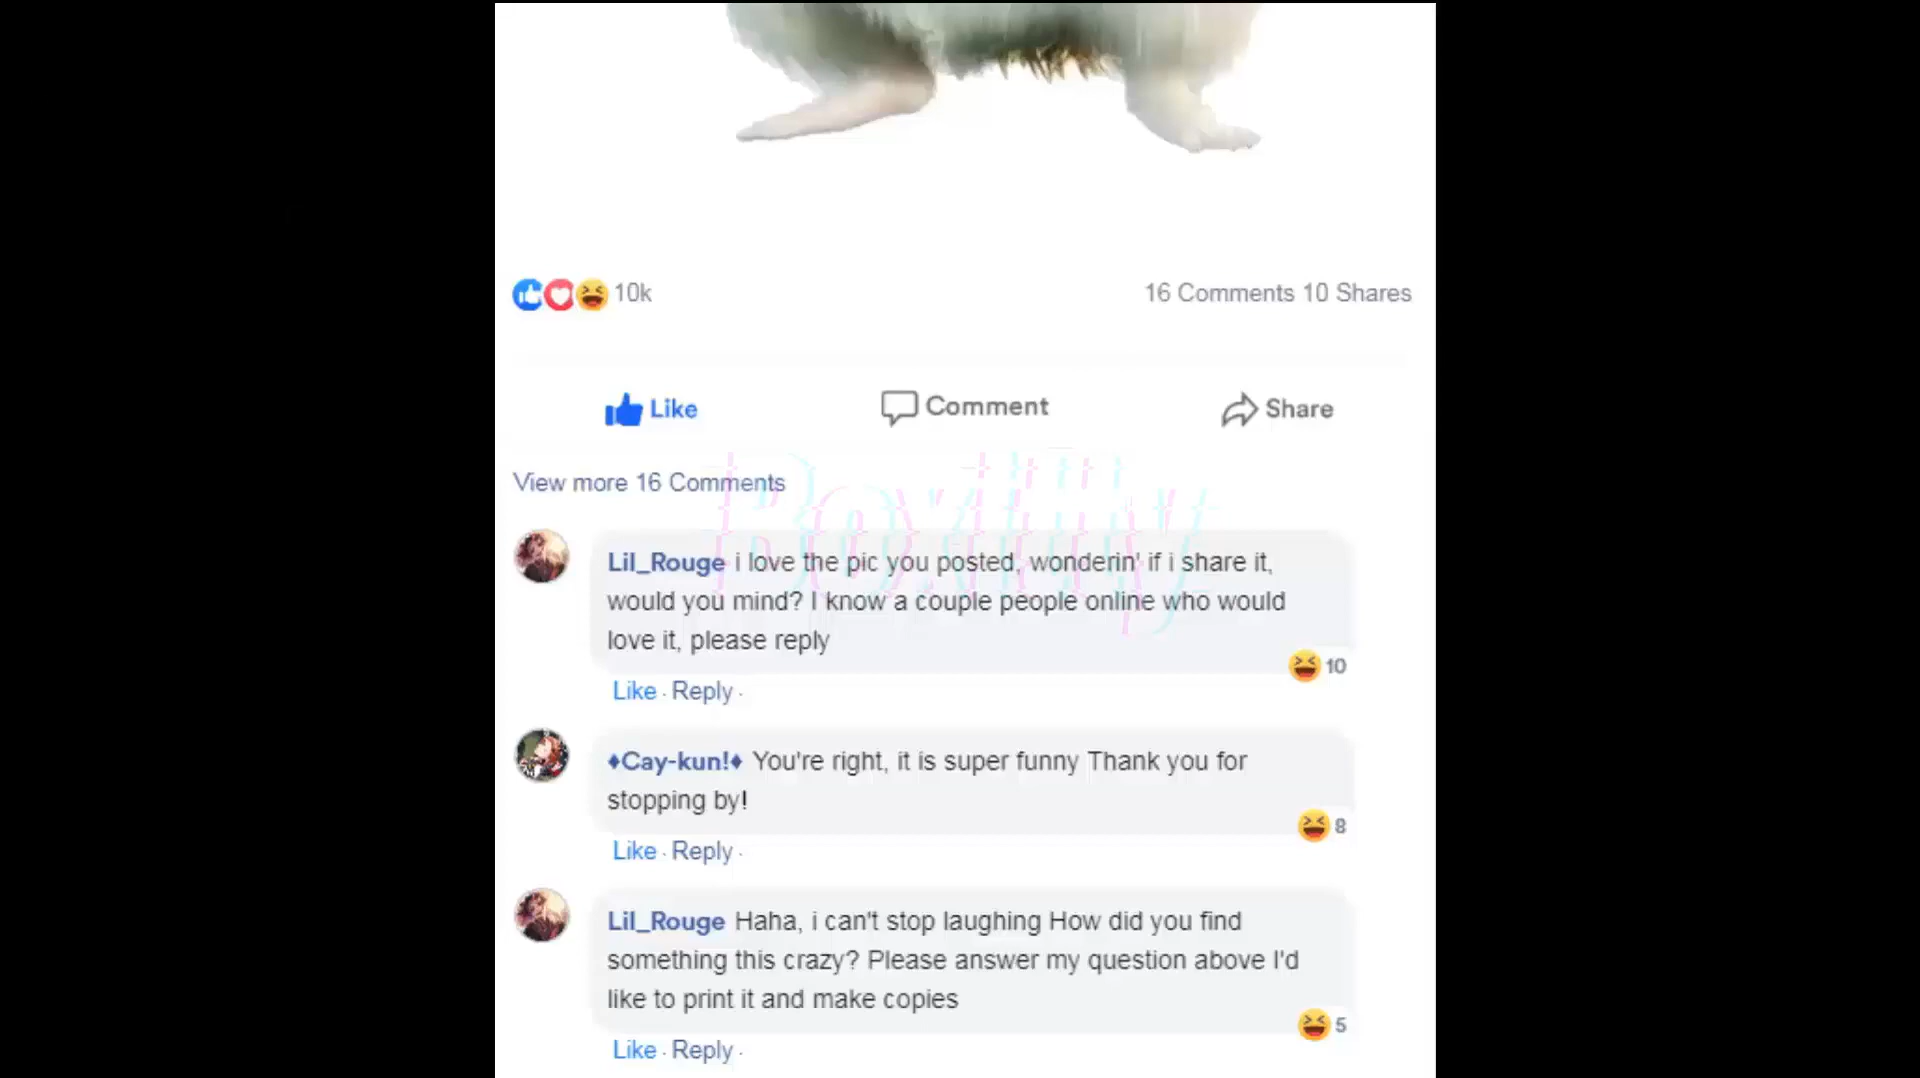 10k
16 Comments 10 Shares
Like
Comment
Share
View more 16 Comments
Roxilly
Lil_Rouge i love the pic you posted, wonderin' if i share it,
would you mind? I know a couple people online who would
love it, please reply
10
Like · Reply ·
♦Cay-kun!♦ You're right, it is super funny Thank you for
stopping by!
8
Like · Reply ·
Lil_Rouge Haha, i can't stop laughing How did you find
something this crazy? Please answer my question above I'd
like to print it and make copies
5
Like · Reply ·